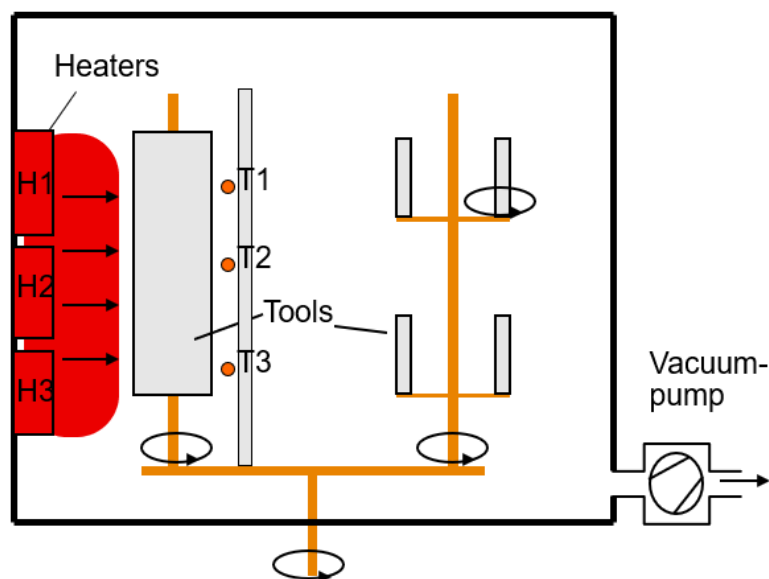 Heaters
H1
T1
T2
H2
Tools
T3
H3
Vacuum-
pump